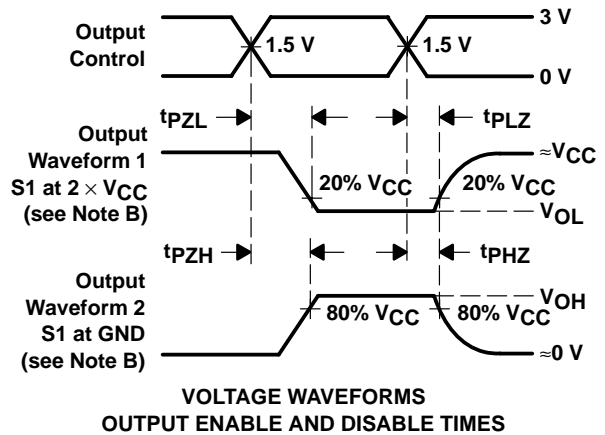 3 V
Output
Control
1.5 V
1.5 V
0 V
tPZL
tPLZ
Output
Waveform 1
S1 at 2 × VCC
(see Note B)
≈VCC
20% VCC
20% VCC
VOL
tPZH
tPHZ
Output
Waveform 2
S1 at GND
(see Note B)
VOH
80% VCC
80% VCC
≈0 V
VOLTAGE WAVEFORMS
OUTPUT ENABLE AND DISABLE TIMES